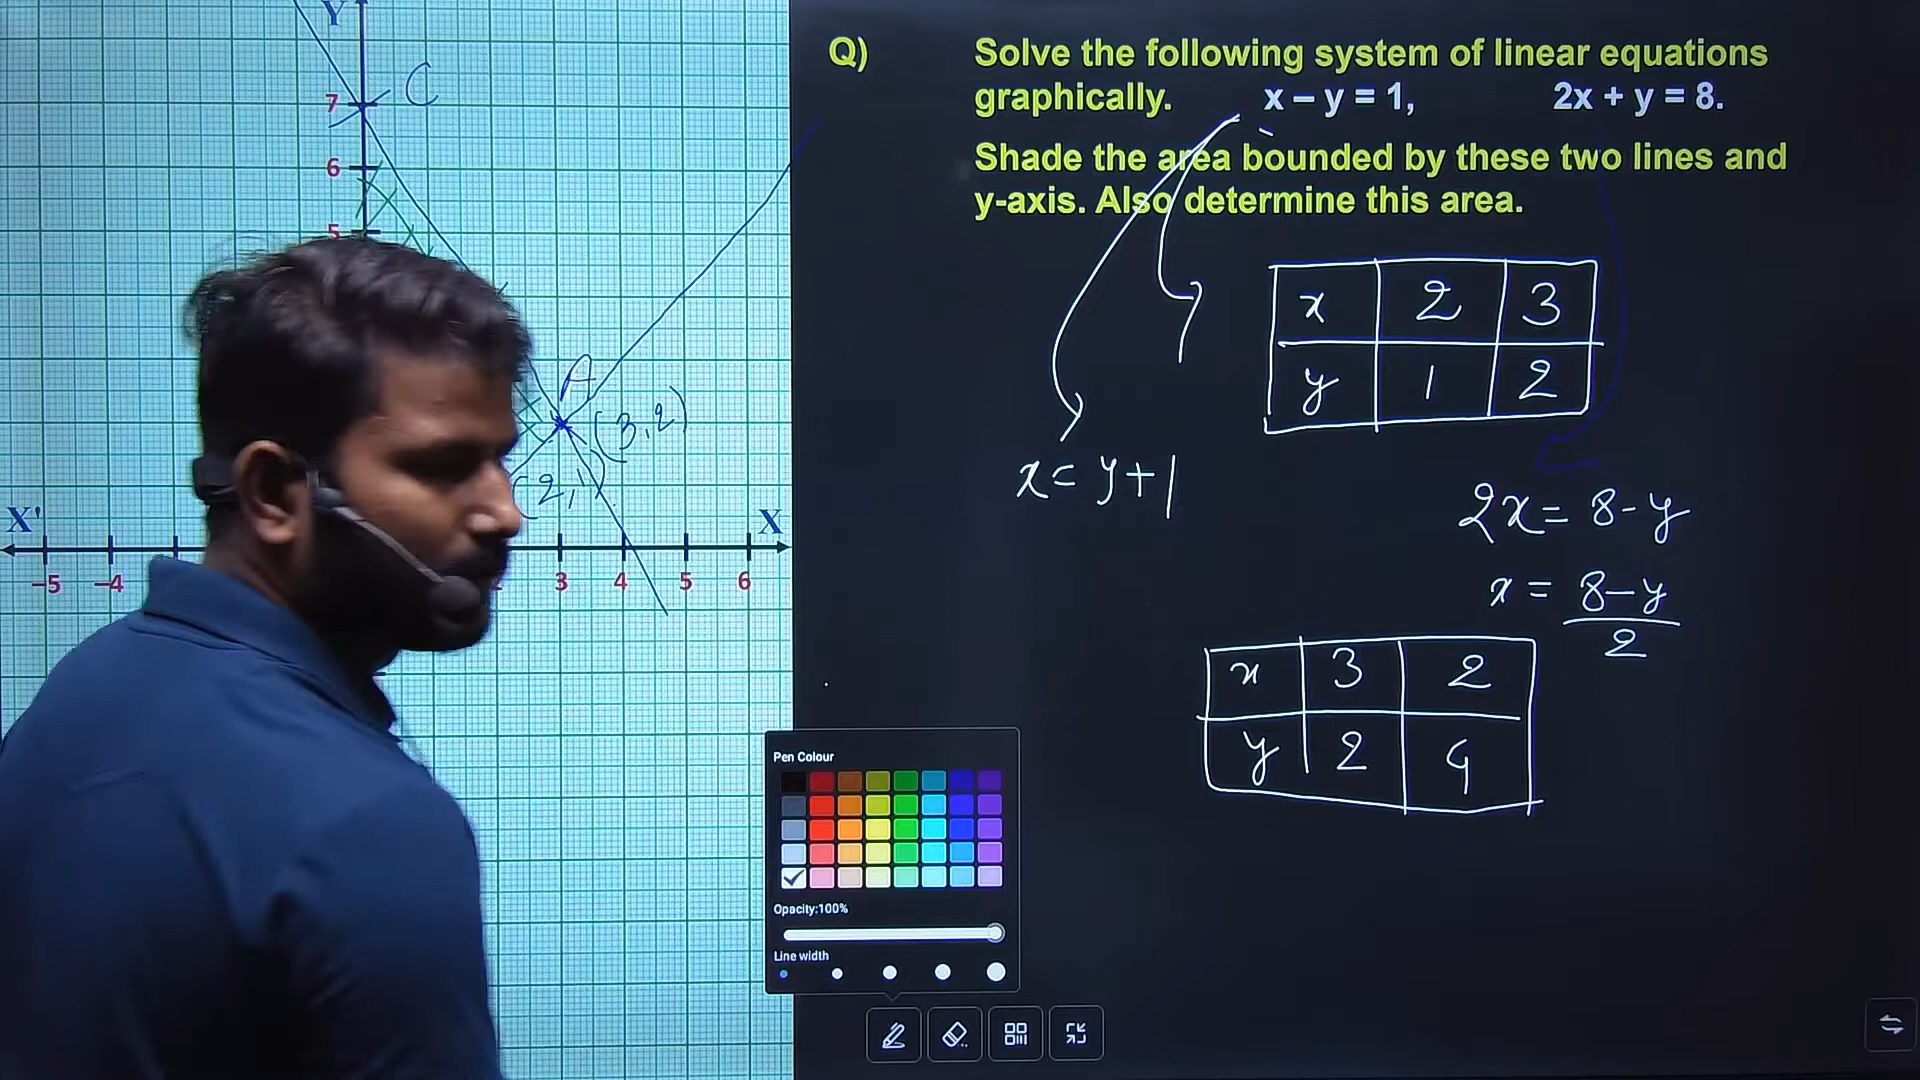 Q) Solve the following system of linear equations
graphically. x – y = 1, 2x + y = 8.
Shade the area bounded by these two lines and
y-axis. Also determine this area.
x 2 3
y 1 2
x = y + 1
2x = 8 - y
x = 8 - y
2
x 3 2
y 2 4
Y
7
C
6
5
A
(3,2)
(2,1)
X'
X
–5 –4 3 4 5 6
Pen Colour
Opacity:100%
Line width